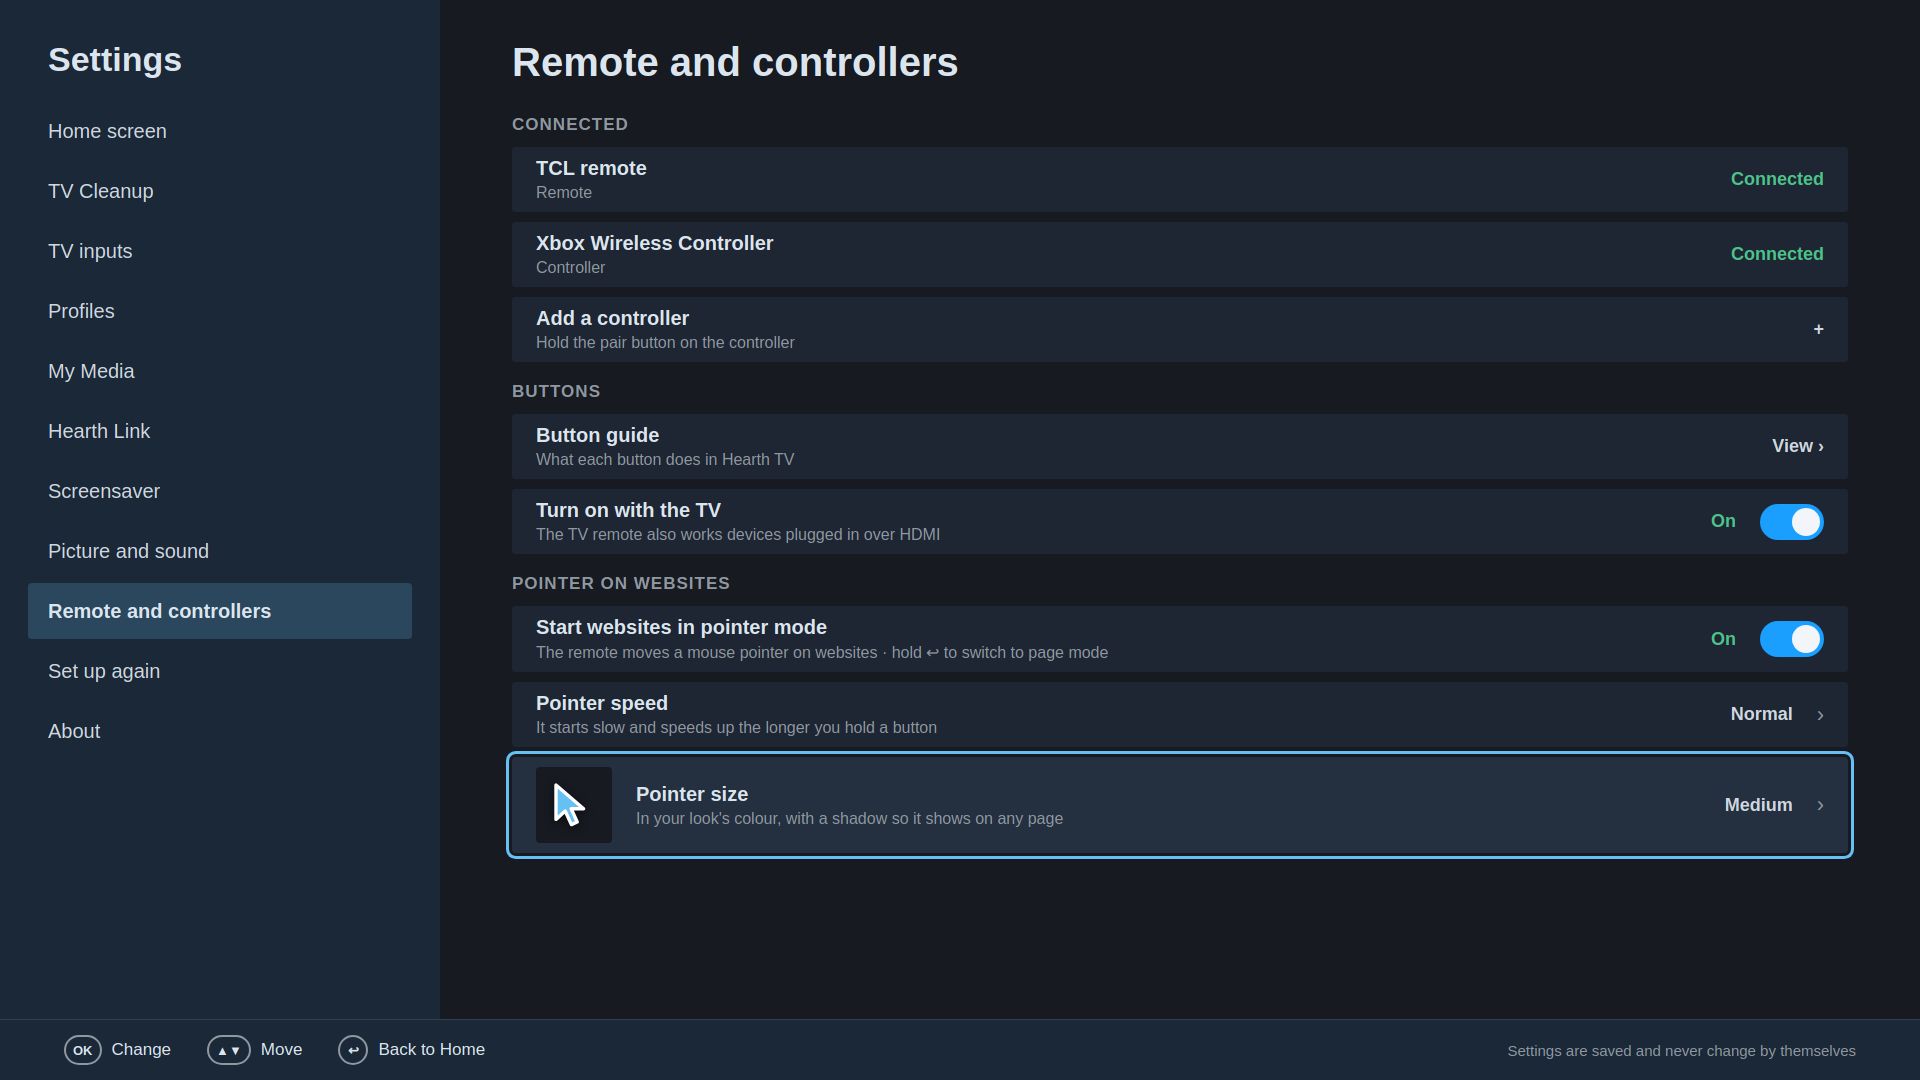 Settings
Home screen
TV Cleanup
TV inputs
Profiles
My Media
Hearth Link
Screensaver
Picture and sound
Remote and controllers
Set up again
About
Remote and controllers
CONNECTED
TCL remote
Remote
Connected
Xbox Wireless Controller
Controller
Connected
Add a controller
Hold the pair button on the controller
+
BUTTONS
Button guide
What each button does in Hearth TV
View ›
Turn on with the TV
The TV remote also works devices plugged in over HDMI
On
POINTER ON WEBSITES
Start websites in pointer mode
The remote moves a mouse pointer on websites · hold ↩ to switch to page mode
On
Pointer speed
It starts slow and speeds up the longer you hold a button
Normal ›
Pointer size
In your look's colour, with a shadow so it shows on any page
Medium ›
OK Change ▲▼ Move ↩ Back to Home
Settings are saved and never change by themselves